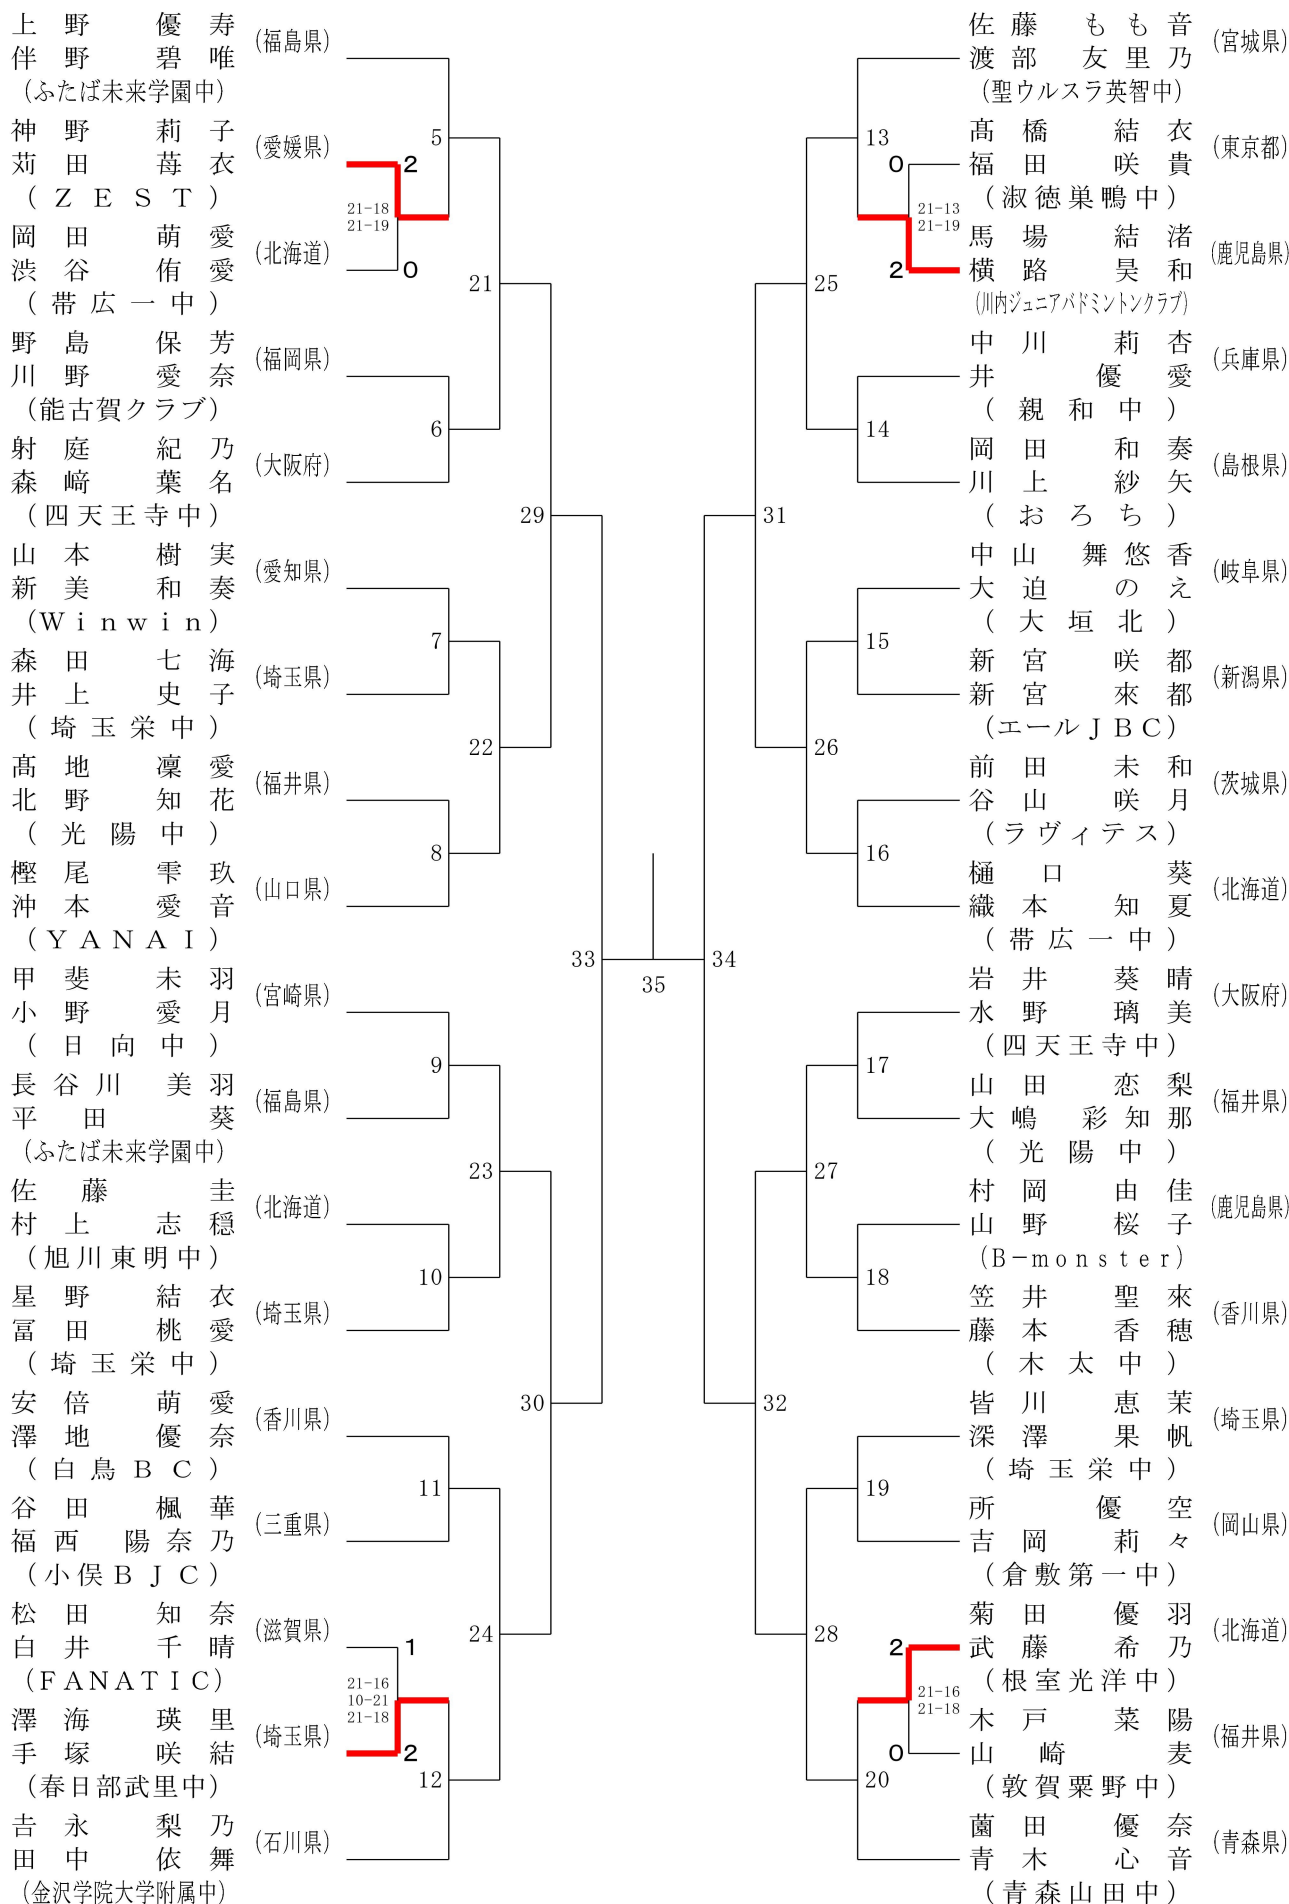 上野 優寿
伴野 碧唯
(福島県)
(ふたば未来学園中)
神野 莉子
苅田 苺衣
(愛媛県)
(ZEST)
岡田 萌愛
渋谷 侑愛
(北海道)
(帯広一中)
野島 保芳
川野 愛奈
(福岡県)
(能古賀クラブ)
射庭 紀乃
森﨑 葉名
(大阪府)
(四天王寺中)
山本 樹実
新美 和奏
(愛知県)
(Winwin)
森田 七海
井上 史子
(埼玉県)
(埼玉栄中)
髙地 凜愛
北野 知花
(福井県)
(光陽中)
樫尾 雫玖
沖本 愛音
(山口県)
(YANAI)
甲斐 未羽
小野 愛月
(宮崎県)
(日向中)
長谷川 美羽
平田 葵
(福島県)
(ふたば未来学園中)
佐藤 圭
村上 志穏
(北海道)
(旭川東明中)
星野 結衣
冨田 桃愛
(埼玉県)
(埼玉栄中)
安倍 萌愛
澤地 優奈
(香川県)
(白鳥BC)
谷田 楓華
福西 陽奈乃
(三重県)
(小俣BJC)
松田 知奈
白井 千晴
(滋賀県)
(FANATIC)
澤海 瑛里
手塚 咲結
(埼玉県)
(春日部武里中)
𠮷永 梨乃
田中 依舞
(石川県)
(金沢学院大学附属中)
2
21-18
21-19
0
1
21-16
10-21
21-18
2
5
6
7
8
9
10
11
12
21
22
23
24
29
30
33
35
34
31
32
25
26
27
28
13
14
15
16
17
18
19
20
0
21-13
21-19
2
2
21-16
21-18
0
佐藤 もも音
渡部 友里乃
(宮城県)
(聖ウルスラ英智中)
髙橋 結衣
福田 咲貴
(東京都)
(淑徳巣鴨中)
馬場 結渚
横路 昊和
(鹿児島県)
(川内ジュニアバドミントンクラブ)
中川 莉杏
井 優愛
(兵庫県)
(親和中)
岡田 和奏
川上 紗矢
(島根県)
(おろち)
中山 舞悠香
大迫 のえ
(岐阜県)
(大垣北)
新宮 咲都
新宮 來都
(新潟県)
(エールJBC)
前田 未和
谷山 咲月
(茨城県)
(ラヴィテス)
樋口 葵
織本 知夏
(北海道)
(帯広一中)
岩井 葵晴
水野 璃美
(大阪府)
(四天王寺中)
山田 恋梨
大嶋 彩知那
(福井県)
(光陽中)
村岡 由佳
山野 桜子
(鹿児島県)
(B-monster)
笠井 聖來
藤本 香穂
(香川県)
(木太中)
皆川 恵茉
深澤 果帆
(埼玉県)
(埼玉栄中)
所 優空
吉岡 莉々
(岡山県)
(倉敷第一中)
菊田 優羽
武藤 希乃
(北海道)
(根室光洋中)
木戸 菜陽
山崎 麦
(福井県)
(敦賀粟野中)
薗田 優奈
青木 心音
(青森県)
(青森山田中)